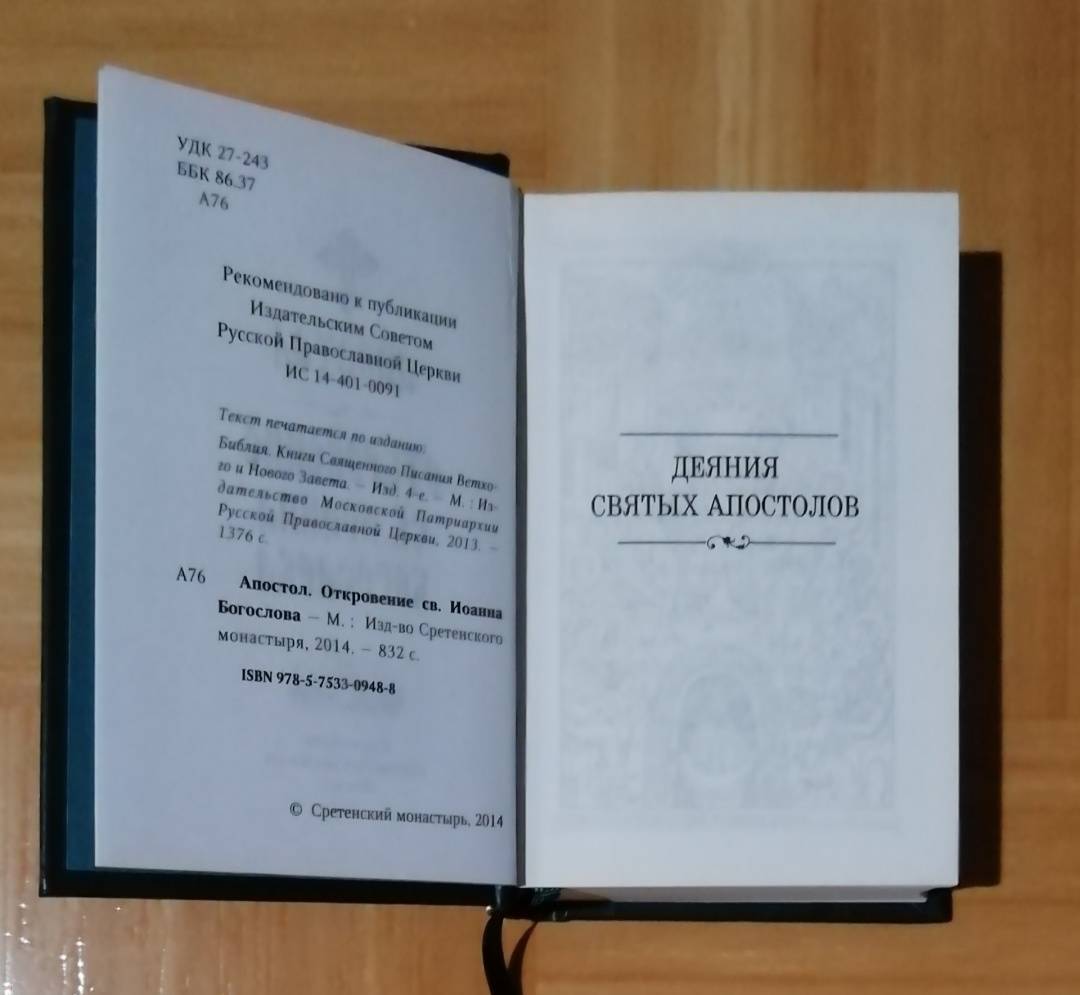 УДК 27-243
ББК 86.37
А76
Рекомендовано к публикации
Издательским Советом
Русской Православной Церкви
ИС 14-401-0091
Текст печатается по изданию:
Библия. Книги Священного Писания Ветхо-
го и Нового Завета. – Изд. 4-е. – М. : Из-
дательство Московской Патриархии
Русской Православной Церкви, 2013. –
1376 с.
А76 Апостол. Откровение св. Иоанна
Богослова – М. : Изд-во Сретенского
монастыря, 2014. – 832 с.
ISBN 978-5-7533-0948-8
© Сретенский монастырь, 2014
ДЕЯНИЯ
СВЯТЫХ АПОСТОЛОВ